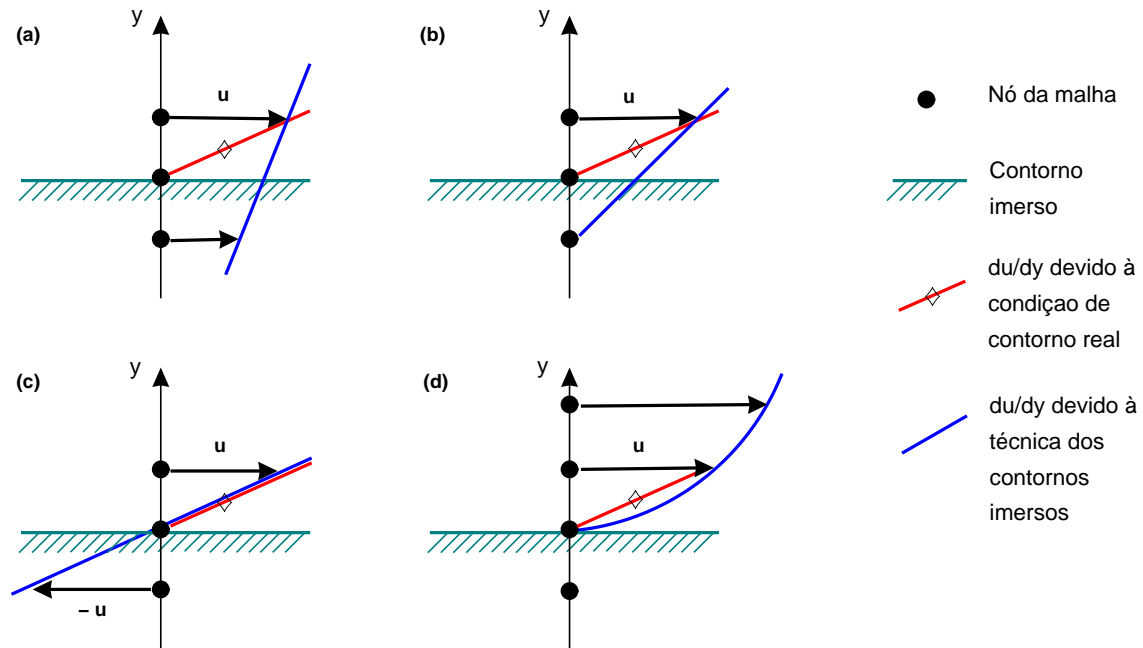 (a)
y
u
(b)
y
u
(c)
y
u
– u
(d)
y
u
Nó da malha
Contorno
imerso
du/dy devido à
condiçao de
contorno real
du/dy devido à
técnica dos
contornos
imersos